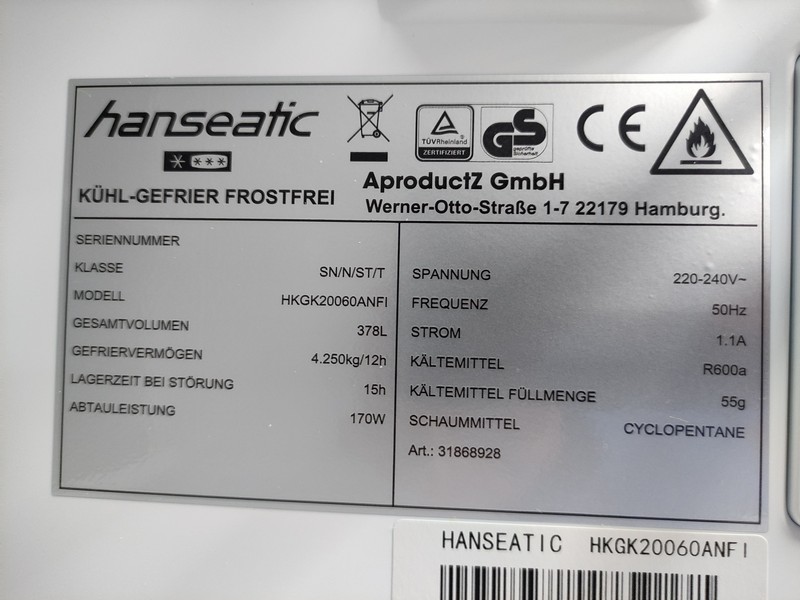 hanseatic
TÜVRheinland
ZERTIFIZIERT
GS
geprüfte
Sicherheit
CE
KÜHL-GEFRIER FROSTFREI
AproductZ GmbH
Werner-Otto-Straße 1-7 22179 Hamburg.
SERIENNUMMER
KLASSE SN/N/ST/T
MODELL HKGK20060ANFI
GESAMTVOLUMEN 378L
GEFRIERVERMÖGEN 4.250kg/12h
LAGERZEIT BEI STÖRUNG 15h
ABTAULEISTUNG 170W
SPANNUNG 220-240V~
FREQUENZ 50Hz
STROM 1.1A
KÄLTEMITTEL R600a
KÄLTEMITTEL FÜLLMENGE 55g
SCHAUMMITTEL CYCLOPENTANE
Art.: 31868928
HANSEATIC HKGK20060ANFI